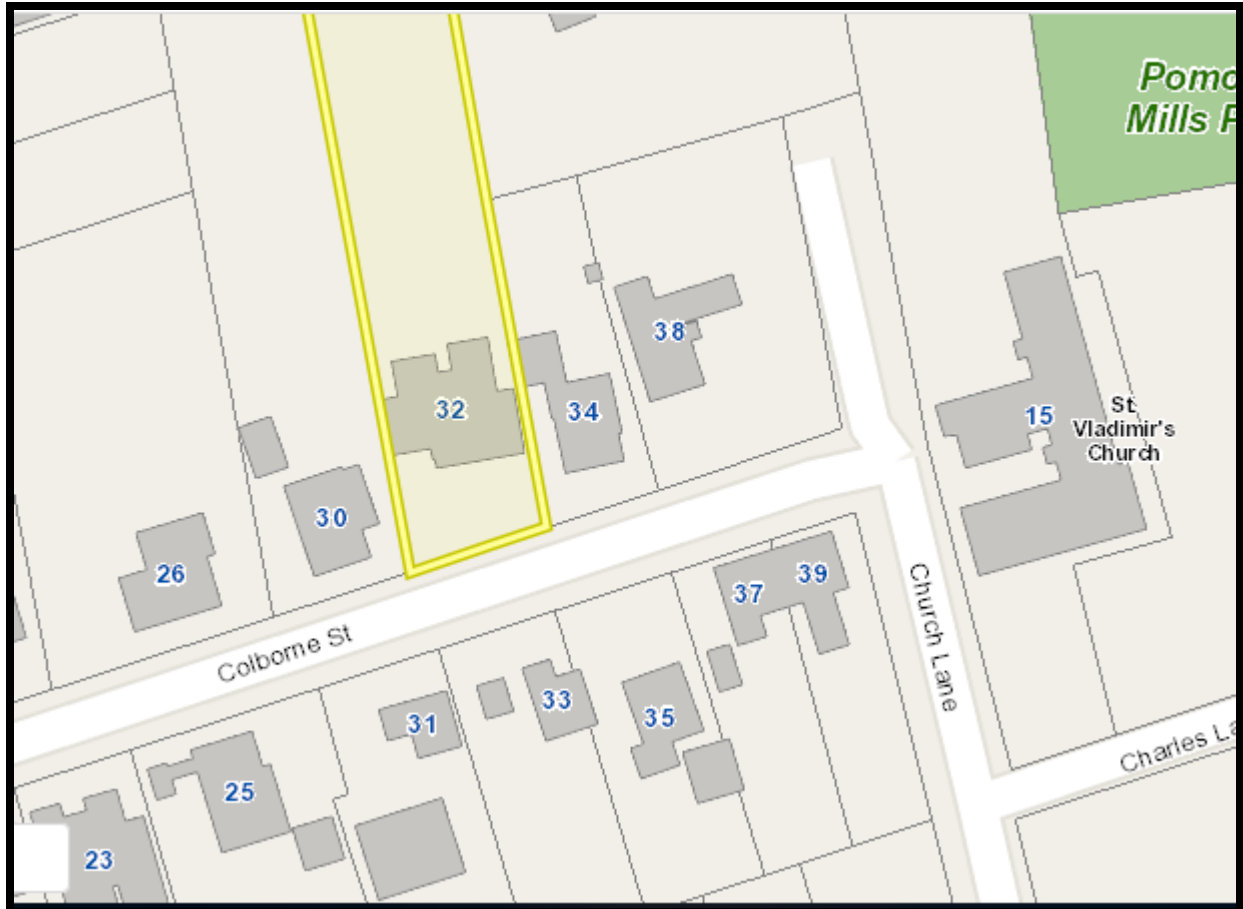 Pomo
Mills P
38
32
34
15
St.
Vladimir's
Church
30
26
37
39
Colborne St
Church Lane
33
35
31
25
Charles La
23